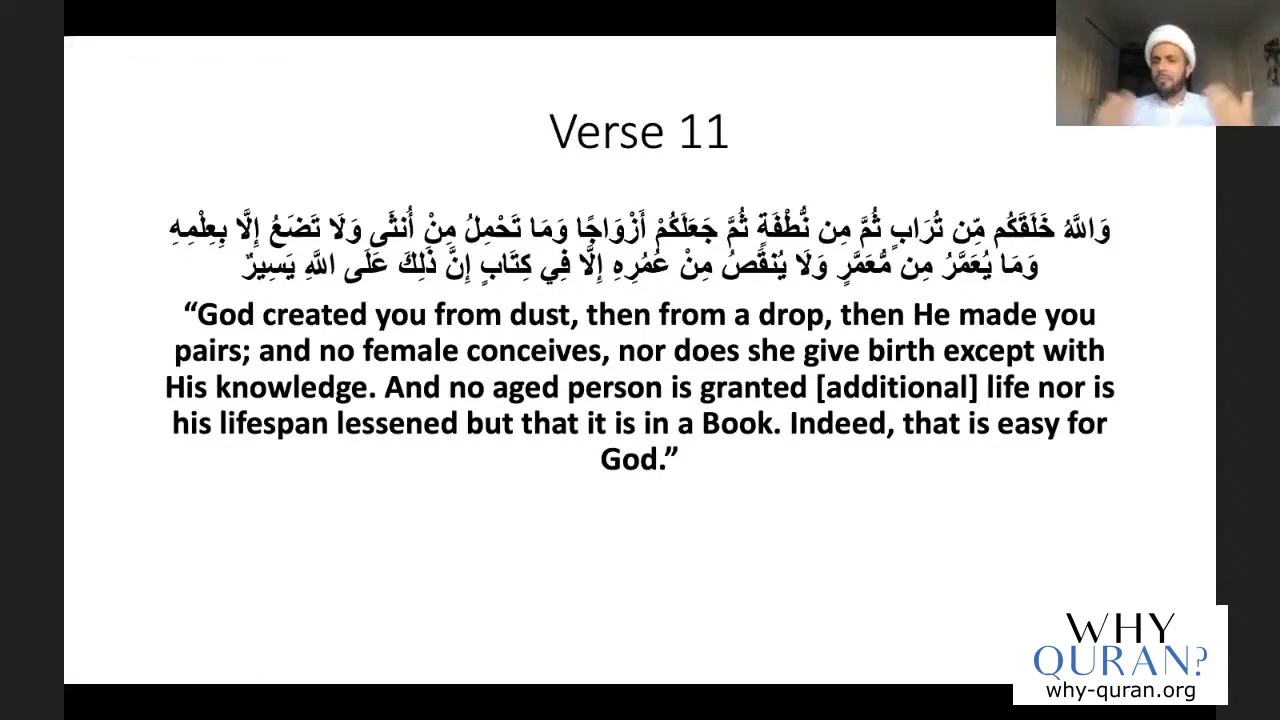 Verse 11
وَاللَّهُ خَلَقَكُم مِّن تُرَابٍ ثُمَّ مِن نُّطْفَةٍ ثُمَّ جَعَلَكُمْ أَزْوَاجًا وَمَا تَحْمِلُ مِنْ أُنثَى وَلَا تَضَعُ إِلَّا بِعِلْمِهِ
وَمَا يُعَمَّرُ مِن مُّعَمَّرٍ وَلَا يُنقَصُ مِنْ عُمُرِهِ إِلَّا فِي كِتَابٍ إِنَّ ذَلِكَ عَلَى اللَّهِ يَسِيرٌ
“God created you from dust, then from a drop, then He made you
pairs; and no female conceives, nor does she give birth except with
His knowledge. And no aged person is granted [additional] life nor is
his lifespan lessened but that it is in a Book. Indeed, that is easy for
God.”
WHY
QURAN?
why-quran.org